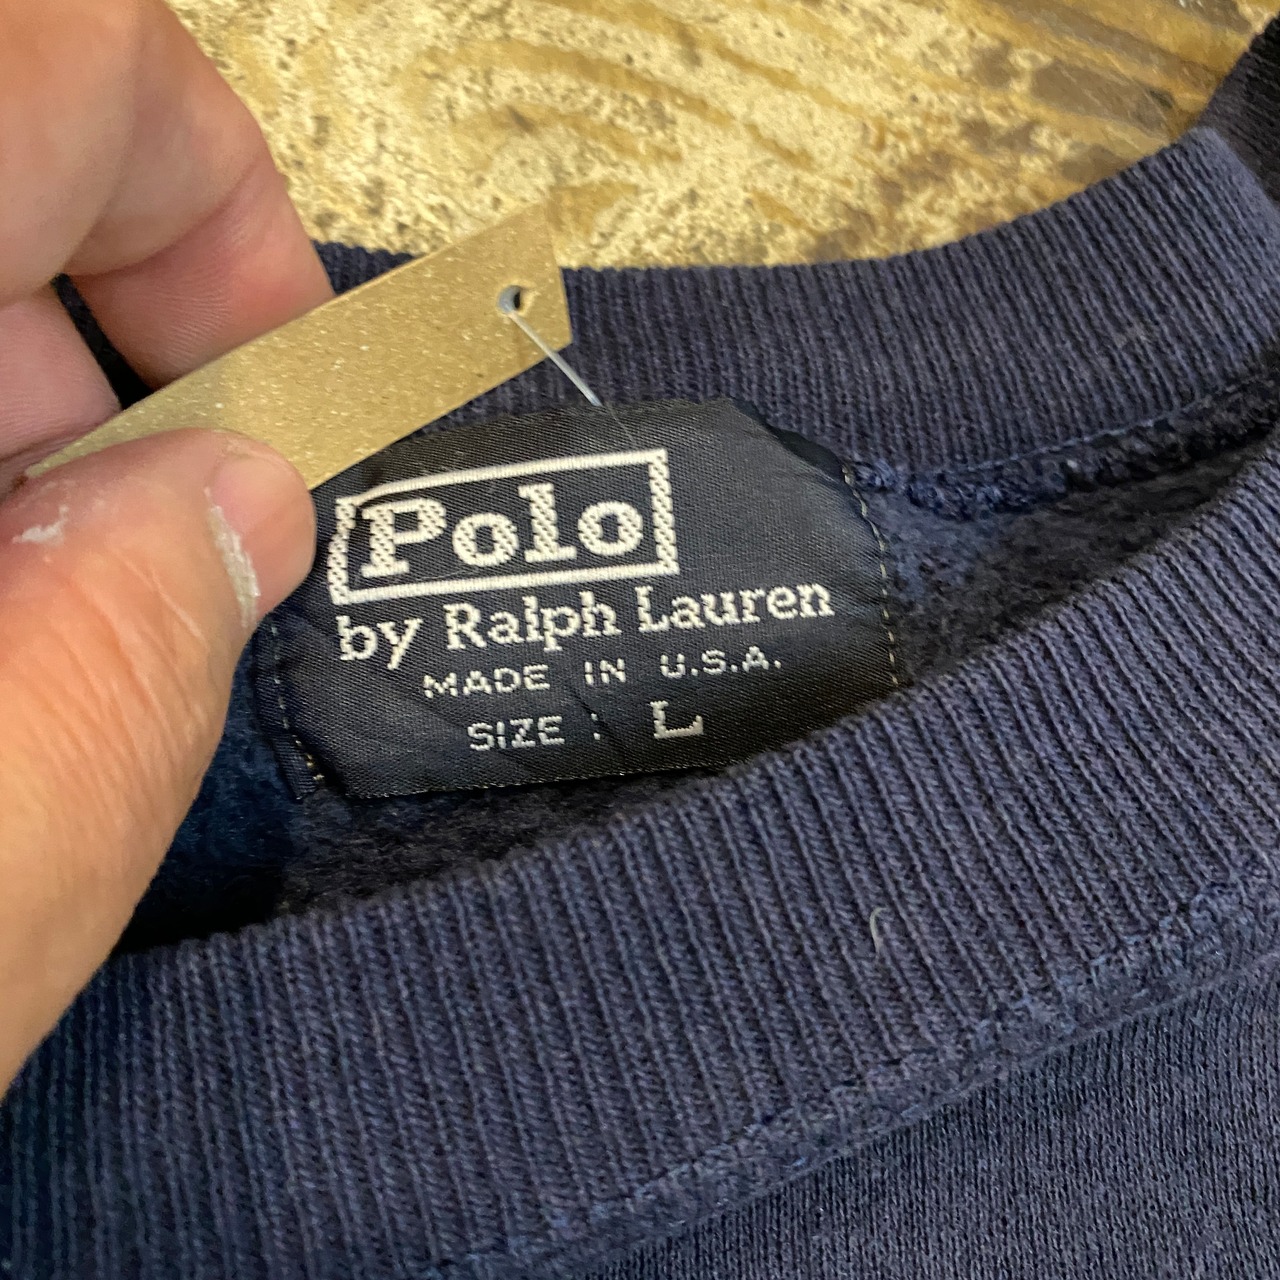 Polo
by Ralph Lauren
MADE IN U.S.A.
SIZE : L